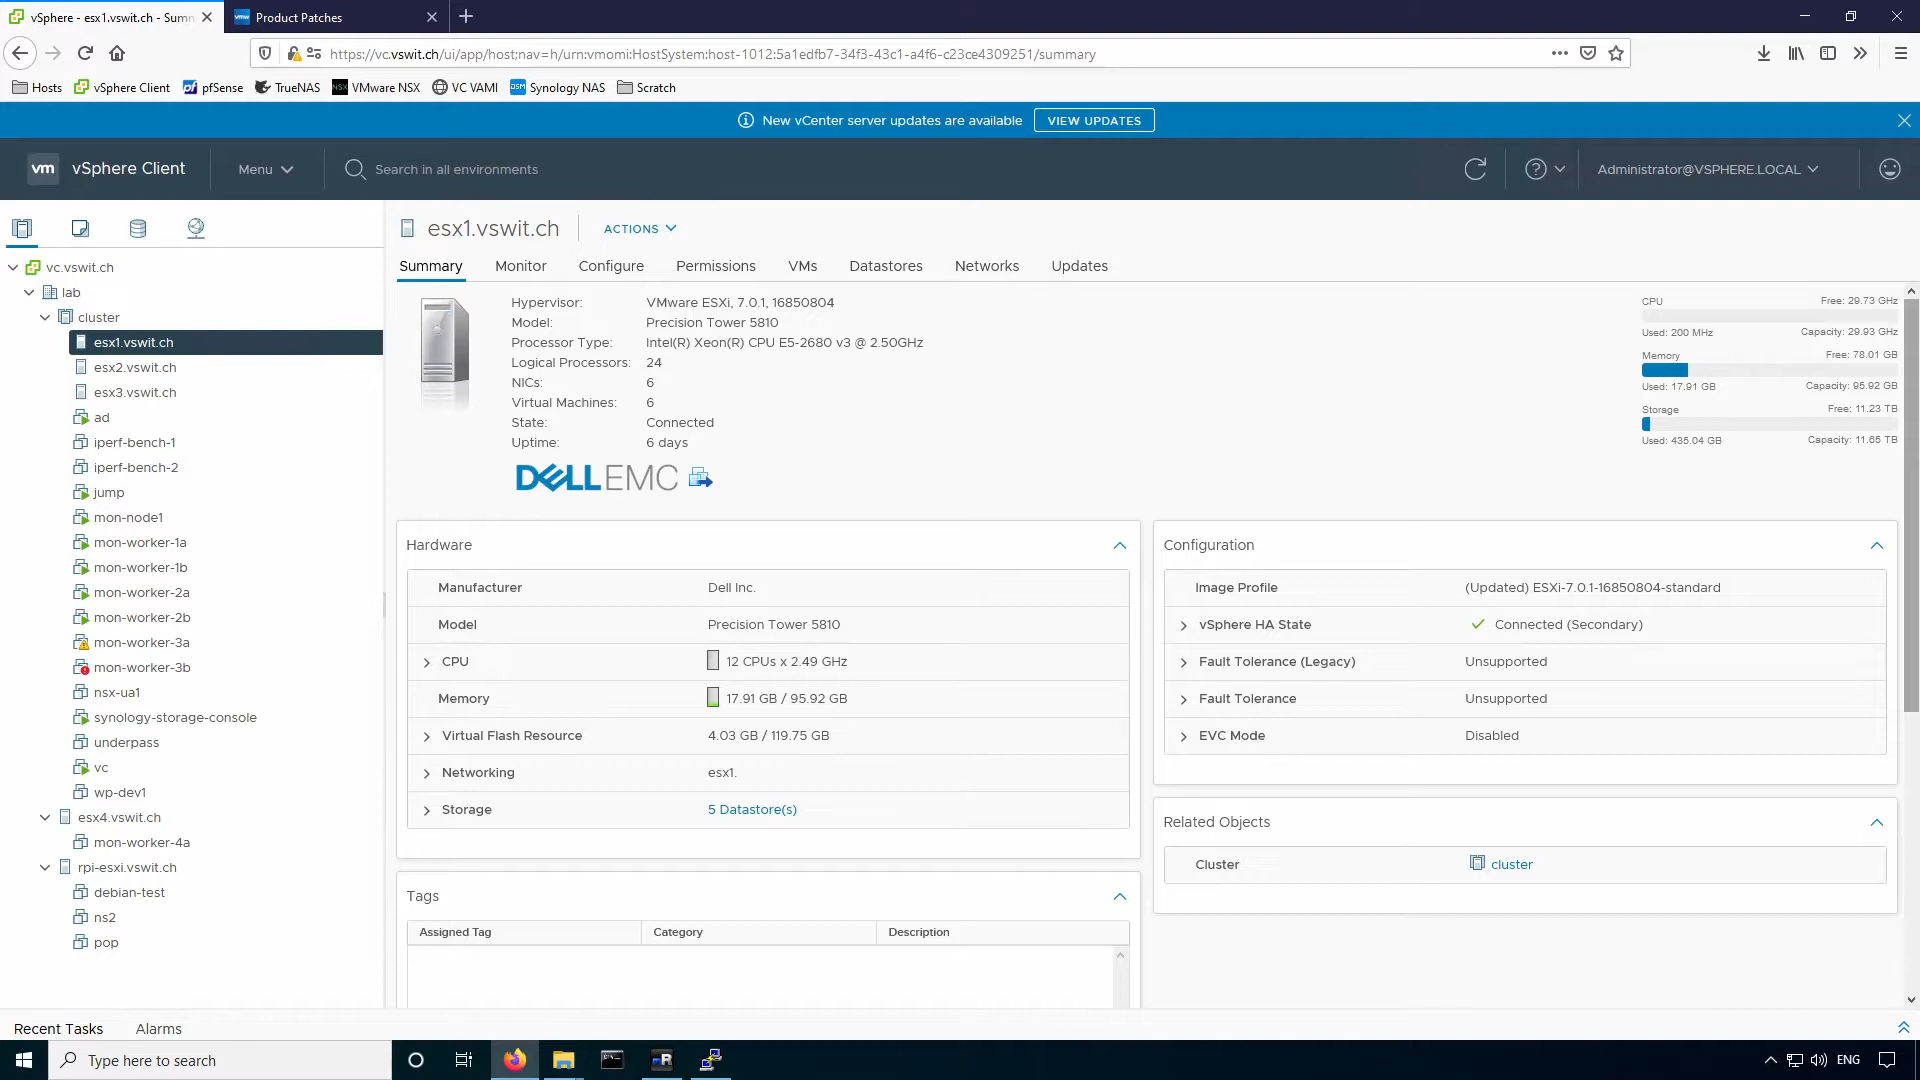 vSphere - esx1.vswit.ch - Summ
Product Patches
https://vc.vswit.ch/ui/app/host;nav=h/urn:vmomi:HostSystem:host-1012:5a1edfb7-34f3-43c1-a4f6-c23ce4309251/summary
Hosts vSphere Client pfSense TrueNAS VMware NSX VC VAMI Synology NAS Scratch
New vCenter server updates are available VIEW UPDATES
vm vSphere Client Menu Search in all environments Administrator@VSPHERE.LOCAL
vc.vswit.ch
lab
cluster
esx1.vswit.ch
esx2.vswit.ch
esx3.vswit.ch
ad
iperf-bench-1
iperf-bench-2
jump
mon-node1
mon-worker-1a
mon-worker-1b
mon-worker-2a
mon-worker-2b
mon-worker-3a
mon-worker-3b
nsx-ua1
synology-storage-console
underpass
vc
wp-dev1
esx4.vswit.ch
mon-worker-4a
rpi-esxi.vswit.ch
debian-test
ns2
pop
esx1.vswit.ch ACTIONS
Summary Monitor Configure Permissions VMs Datastores Networks Updates
Hypervisor: VMware ESXi, 7.0.1, 16850804
Model: Precision Tower 5810
Processor Type: Intel(R) Xeon(R) CPU E5-2680 v3 @ 2.50GHz
Logical Processors: 24
NICs: 6
Virtual Machines: 6
State: Connected
Uptime: 6 days
DELL EMC
CPU Free: 29.73 GHz
Used: 200 MHz Capacity: 29.93 GHz
Memory Free: 78.01 GB
Used: 17.91 GB Capacity: 95.92 GB
Storage Free: 11.23 TB
Used: 435.04 GB Capacity: 11.65 TB
Hardware
Manufacturer Dell Inc.
Model Precision Tower 5810
CPU 12 CPUs x 2.49 GHz
Memory 17.91 GB / 95.92 GB
Virtual Flash Resource 4.03 GB / 119.75 GB
Networking esx1.
Storage 5 Datastore(s)
Tags
Assigned Tag Category Description
Configuration
Image Profile (Updated) ESXi-7.0.1-16850804-standard
vSphere HA State Connected (Secondary)
Fault Tolerance (Legacy) Unsupported
Fault Tolerance Unsupported
EVC Mode Disabled
Related Objects
Cluster cluster
Recent Tasks Alarms
Type here to search ENG